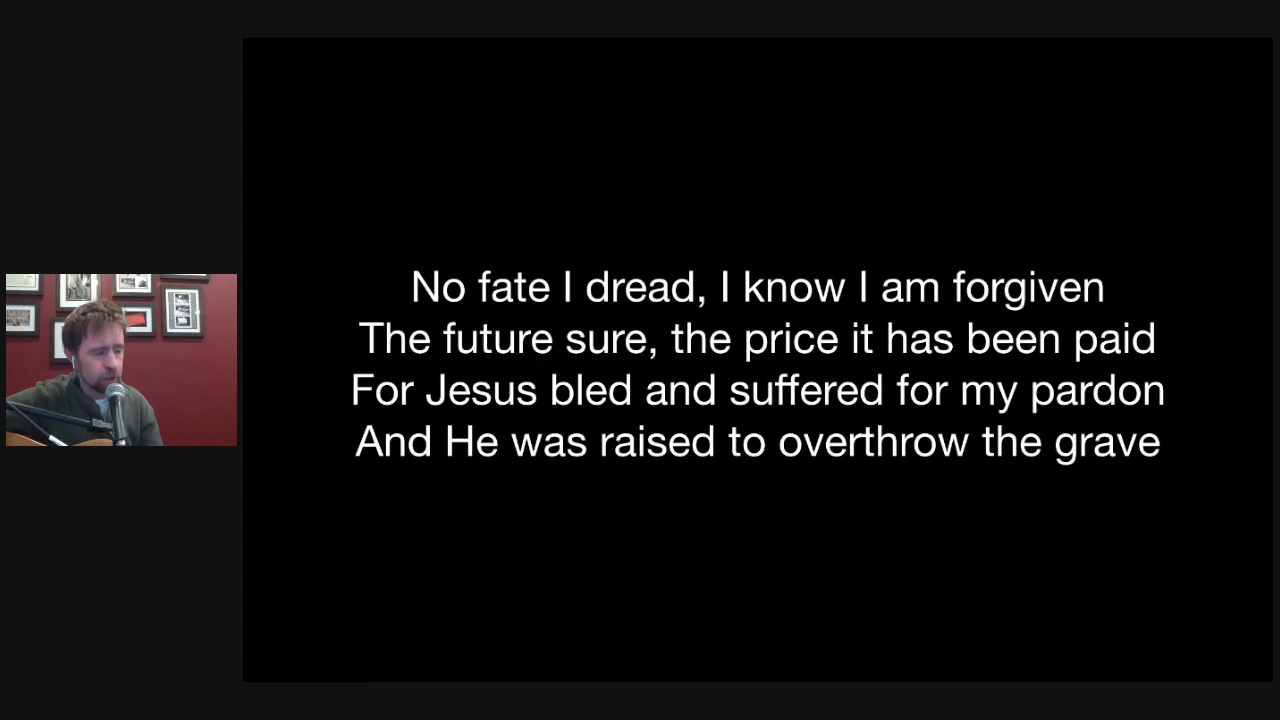 No fate I dread, I know I am forgiven
The future sure, the price it has been paid
For Jesus bled and suffered for my pardon
And He was raised to overthrow the grave